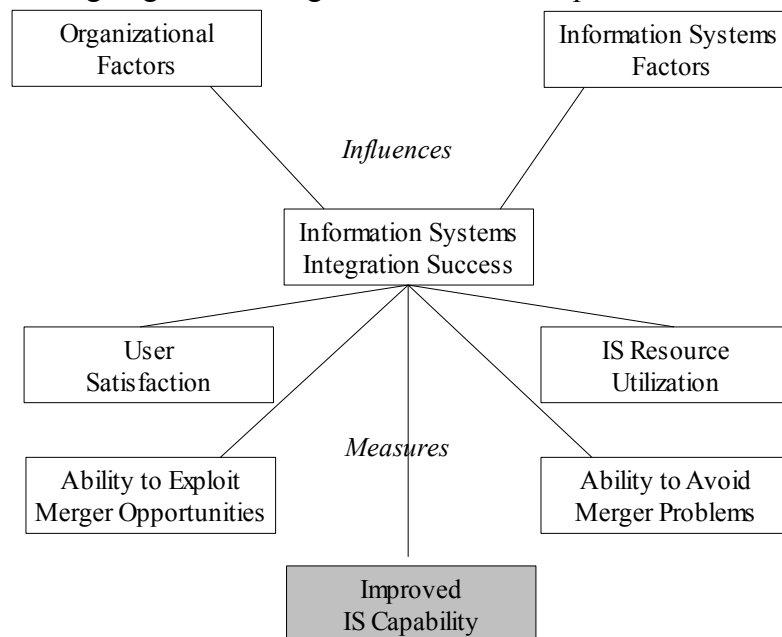 Organizational
Factors
Information Systems
Factors
Influences
Information Systems
Integration Success
User
Satisfaction
IS Resource
Utilization
Measures
Ability to Exploit
Merger Opportunities
Ability to Avoid
Merger Problems
Improved
IS Capability